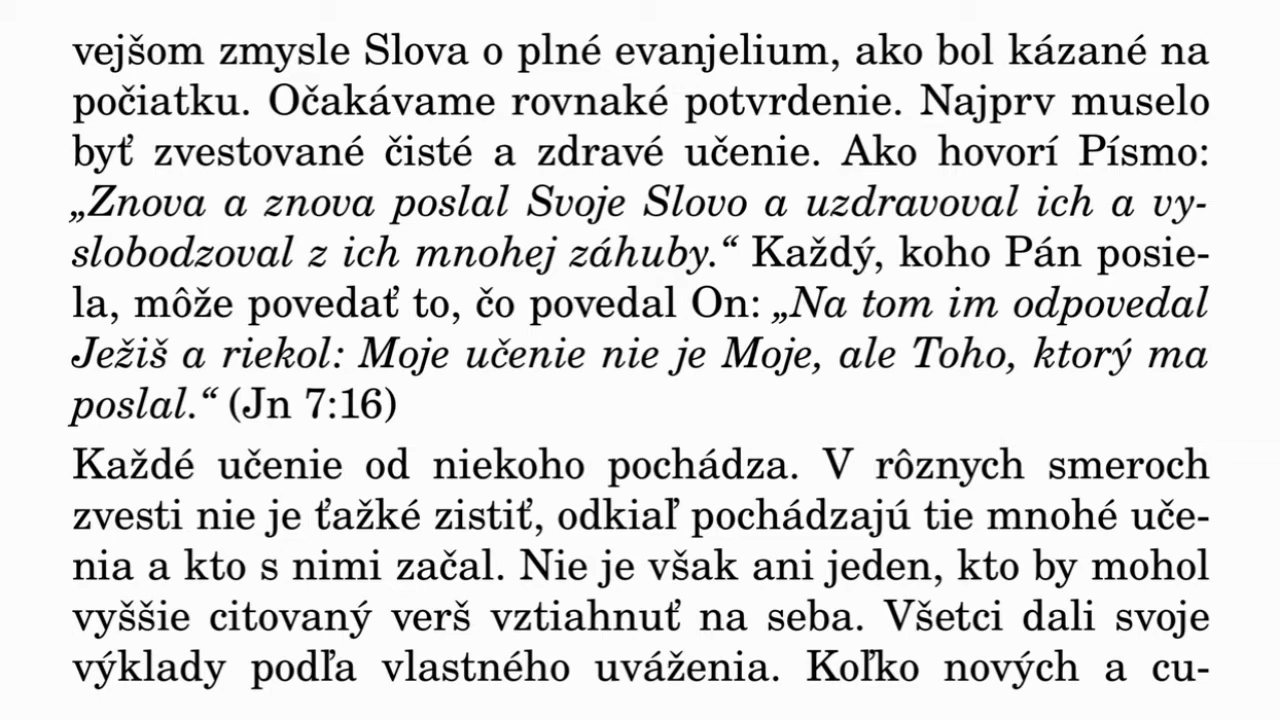 vejšom zmysle Slova o plné evanjelium, ako bol kázané na
počiatku. Očakávame rovnaké potvrdenie. Najprv muselo
byť zvestované čisté a zdravé učenie. Ako hovorí Písmo:
„Znova a znova poslal Svoje Slovo a uzdravoval ich a vy-
slobodzoval z ich mnohej záhuby.“ Každý, koho Pán posie-
la, môže povedať to, čo povedal On: „Na tom im odpovedal
Ježiš a riekol: Moje učenie nie je Moje, ale Toho, ktorý ma
poslal.“ (Jn 7:16)
Každé učenie od niekoho pochádza. V rôznych smeroch
zvesti nie je ťažké zistiť, odkiaľ pochádzajú tie mnohé uče-
nia a kto s nimi začal. Nie je však ani jeden, kto by mohol
vyššie citovaný verš vztiahnuť na seba. Všetci dali svoje
výklady podľa vlastného uváženia. Koľko nových a cu-